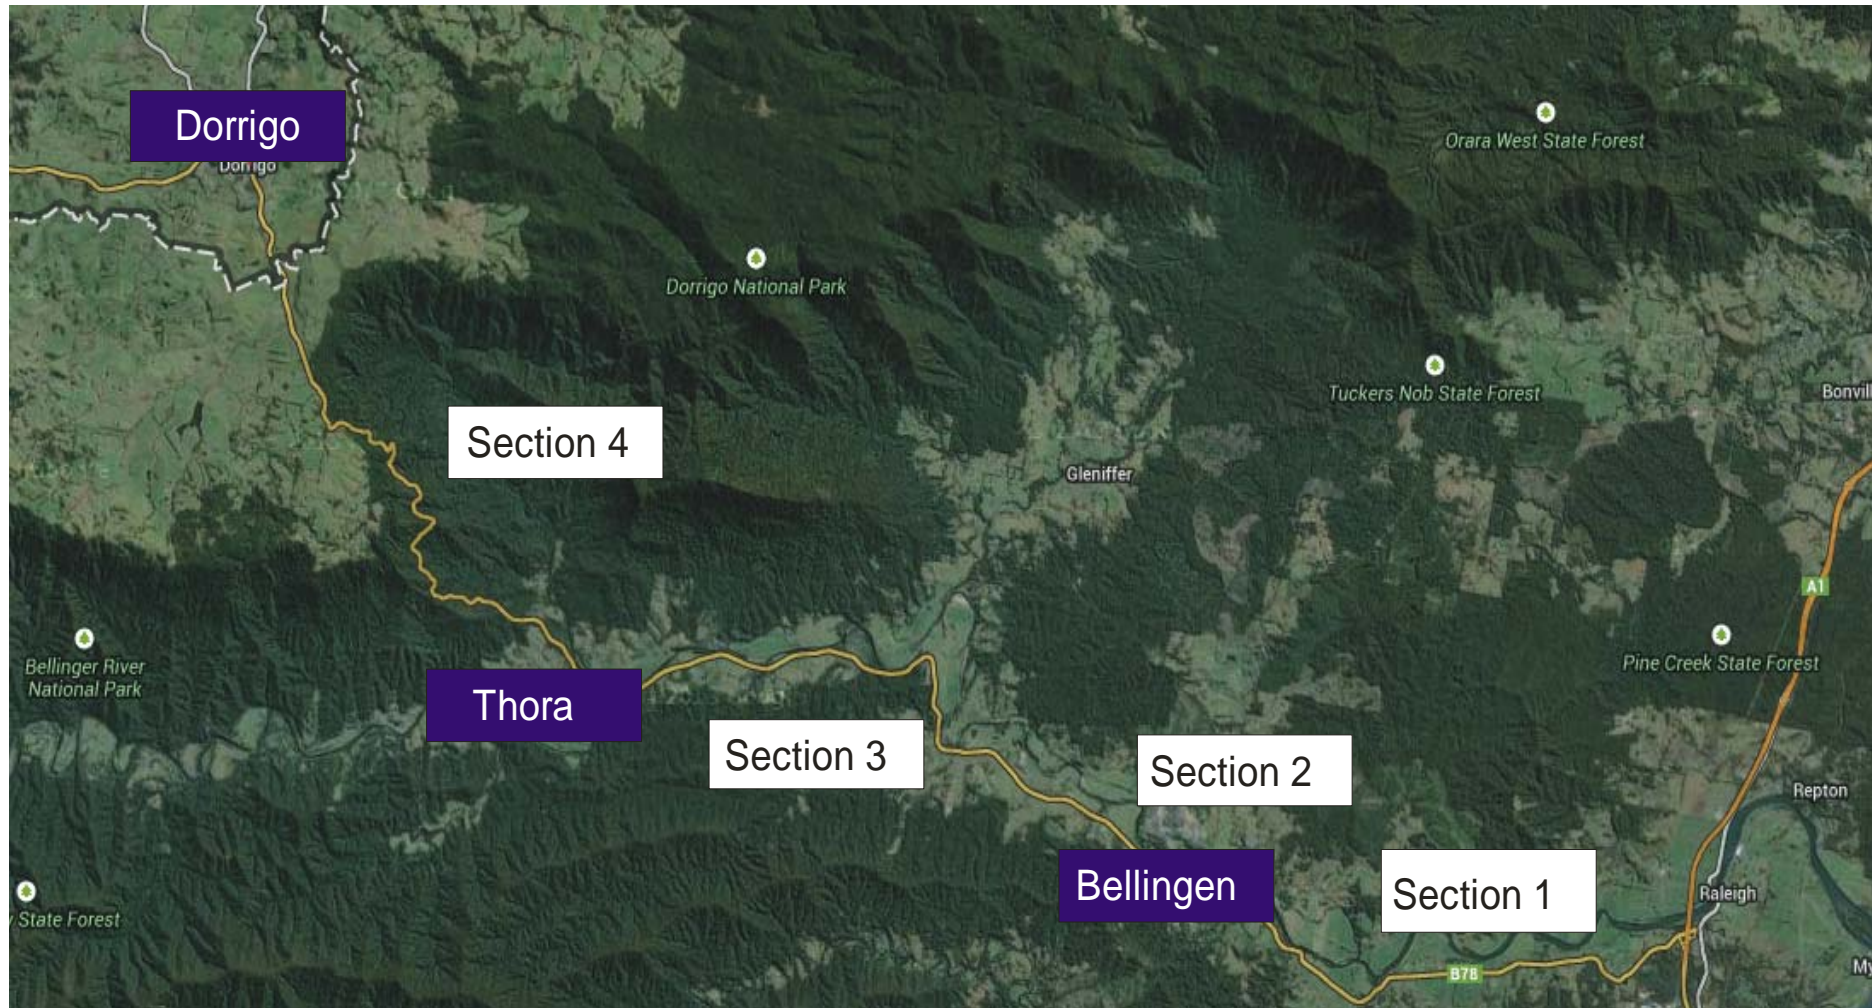 Dorrigo
Dorrigo
Orara West State Forest
Dorrigo National Park
Tuckers Nob State Forest
Section 4
Gleniffer
A1
Bellinger River
National Park
Pine Creek State Forest
Thora
Section 3
Section 2
Repton
Bellingen
Section 1
Raleigh
State Forest
B78